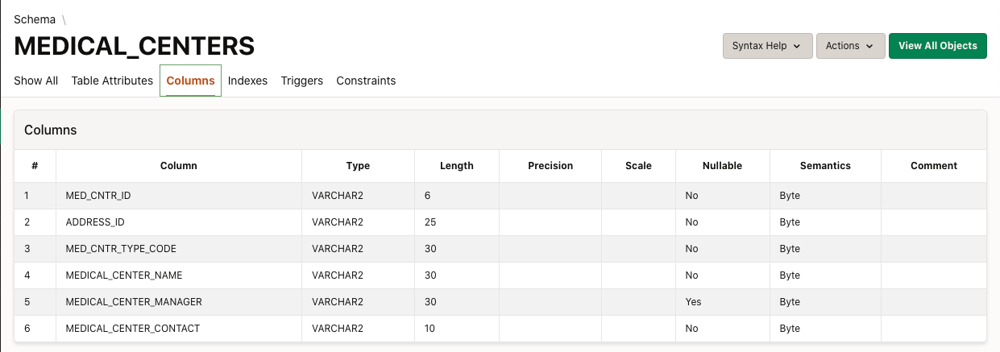 Schema \
MEDICAL_CENTERS
Syntax Help Actions View All Objects
Show All Table Attributes Columns Indexes Triggers Constraints
Columns
# Column Type Length Precision Scale Nullable Semantics Comment
1 MED_CNTR_ID VARCHAR2 6 No Byte
2 ADDRESS_ID VARCHAR2 25 No Byte
3 MED_CNTR_TYPE_CODE VARCHAR2 30 No Byte
4 MEDICAL_CENTER_NAME VARCHAR2 30 No Byte
5 MEDICAL_CENTER_MANAGER VARCHAR2 30 Yes Byte
6 MEDICAL_CENTER_CONTACT VARCHAR2 10 No Byte